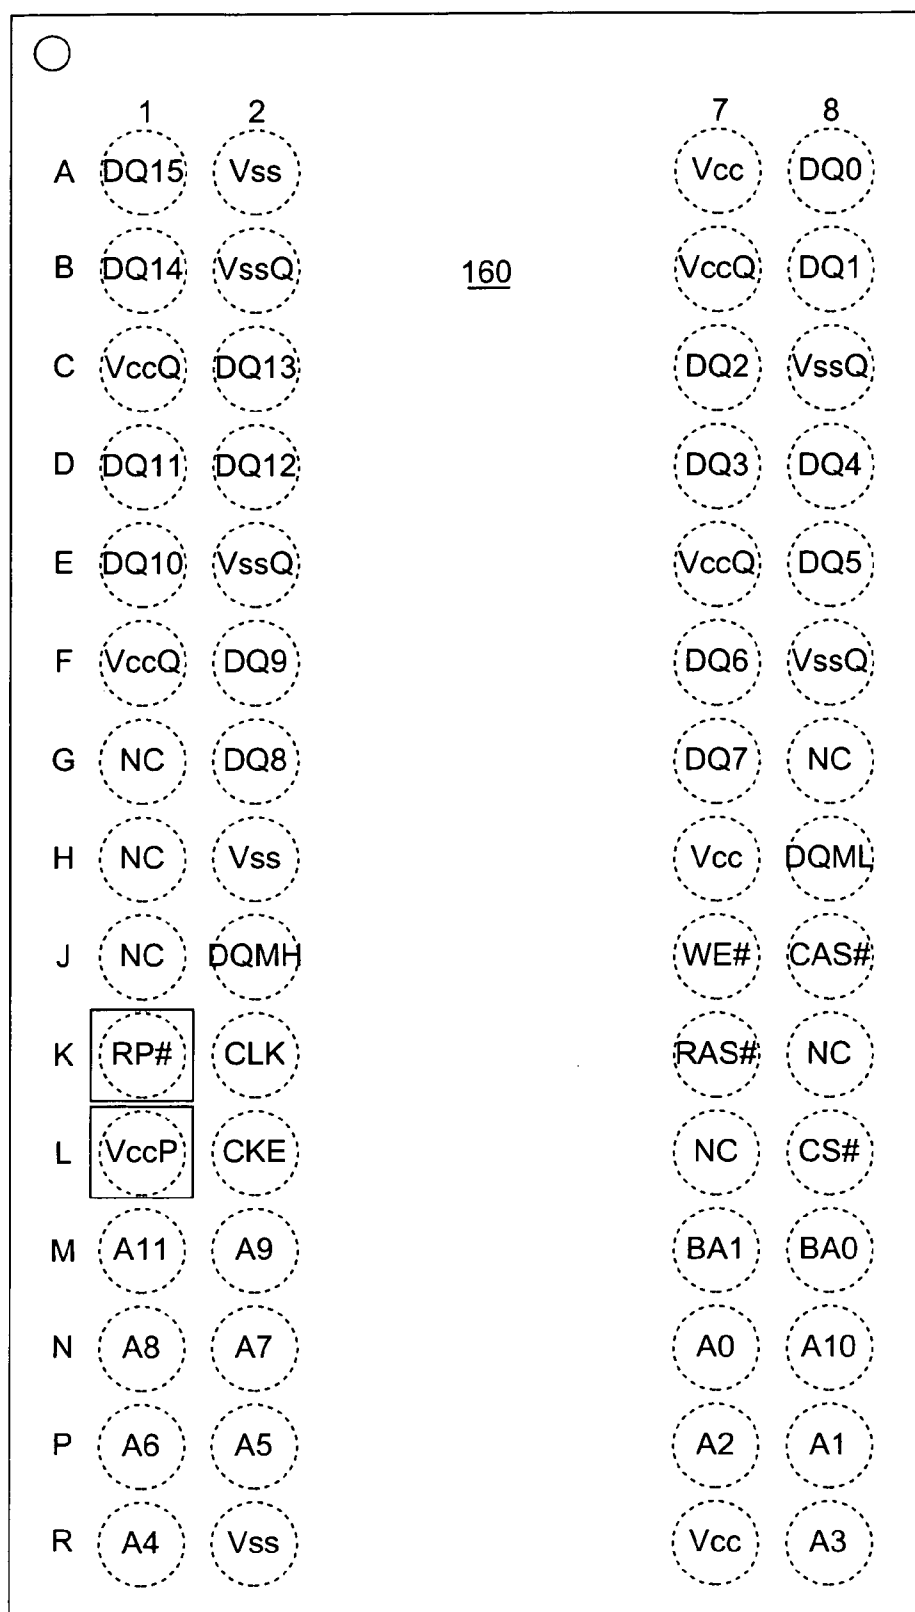 1 2 7 8
A DQ15 Vss Vcc DQ0
B DQ14 VssQ 160 VccQ DQ1
C VccQ DQ13 DQ2 VssQ
D DQ11 DQ12 DQ3 DQ4
E DQ10 VssQ VccQ DQ5
F VccQ DQ9 DQ6 VssQ
G NC DQ8 DQ7 NC
H NC Vss Vcc DQML
J NC DQMH WE# CAS#
K RP# CLK RAS# NC
L VccP CKE NC CS#
M A11 A9 BA1 BA0
N A8 A7 A0 A10
P A6 A5 A2 A1
R A4 Vss Vcc A3